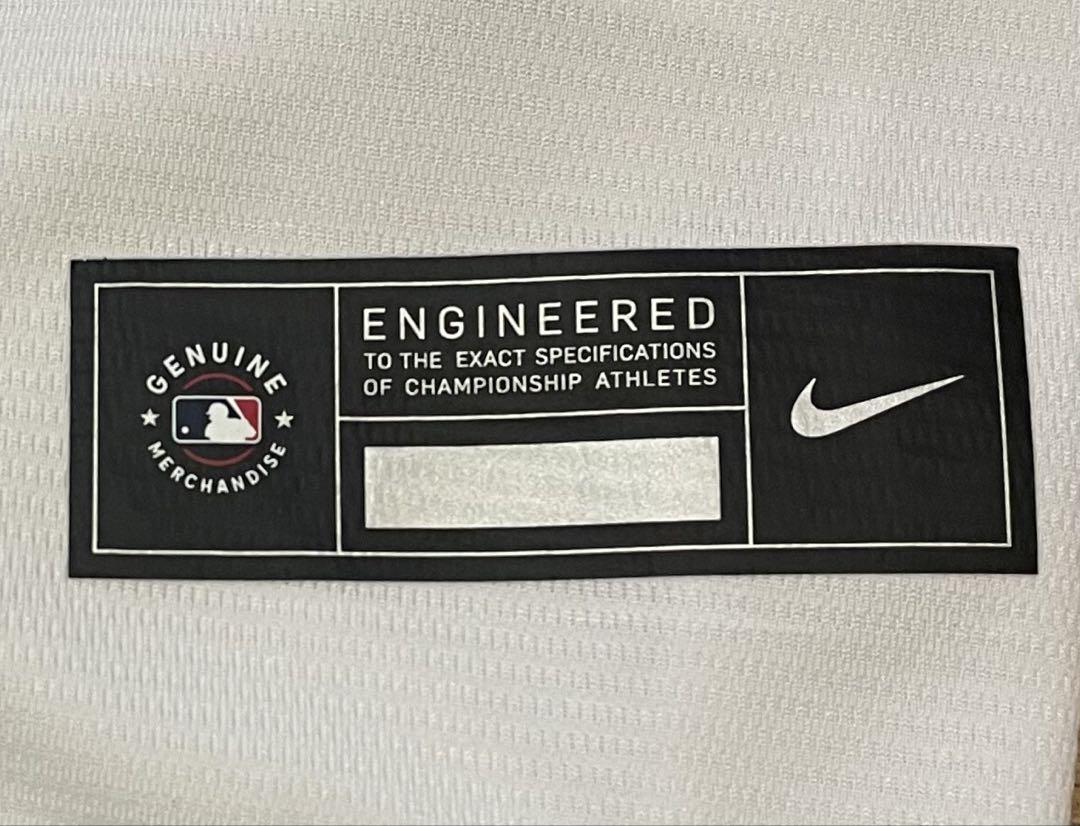 GENUINE
MERCHANDISE
ENGINEERED
TO THE EXACT SPECIFICATIONS
OF CHAMPIONSHIP ATHLETES